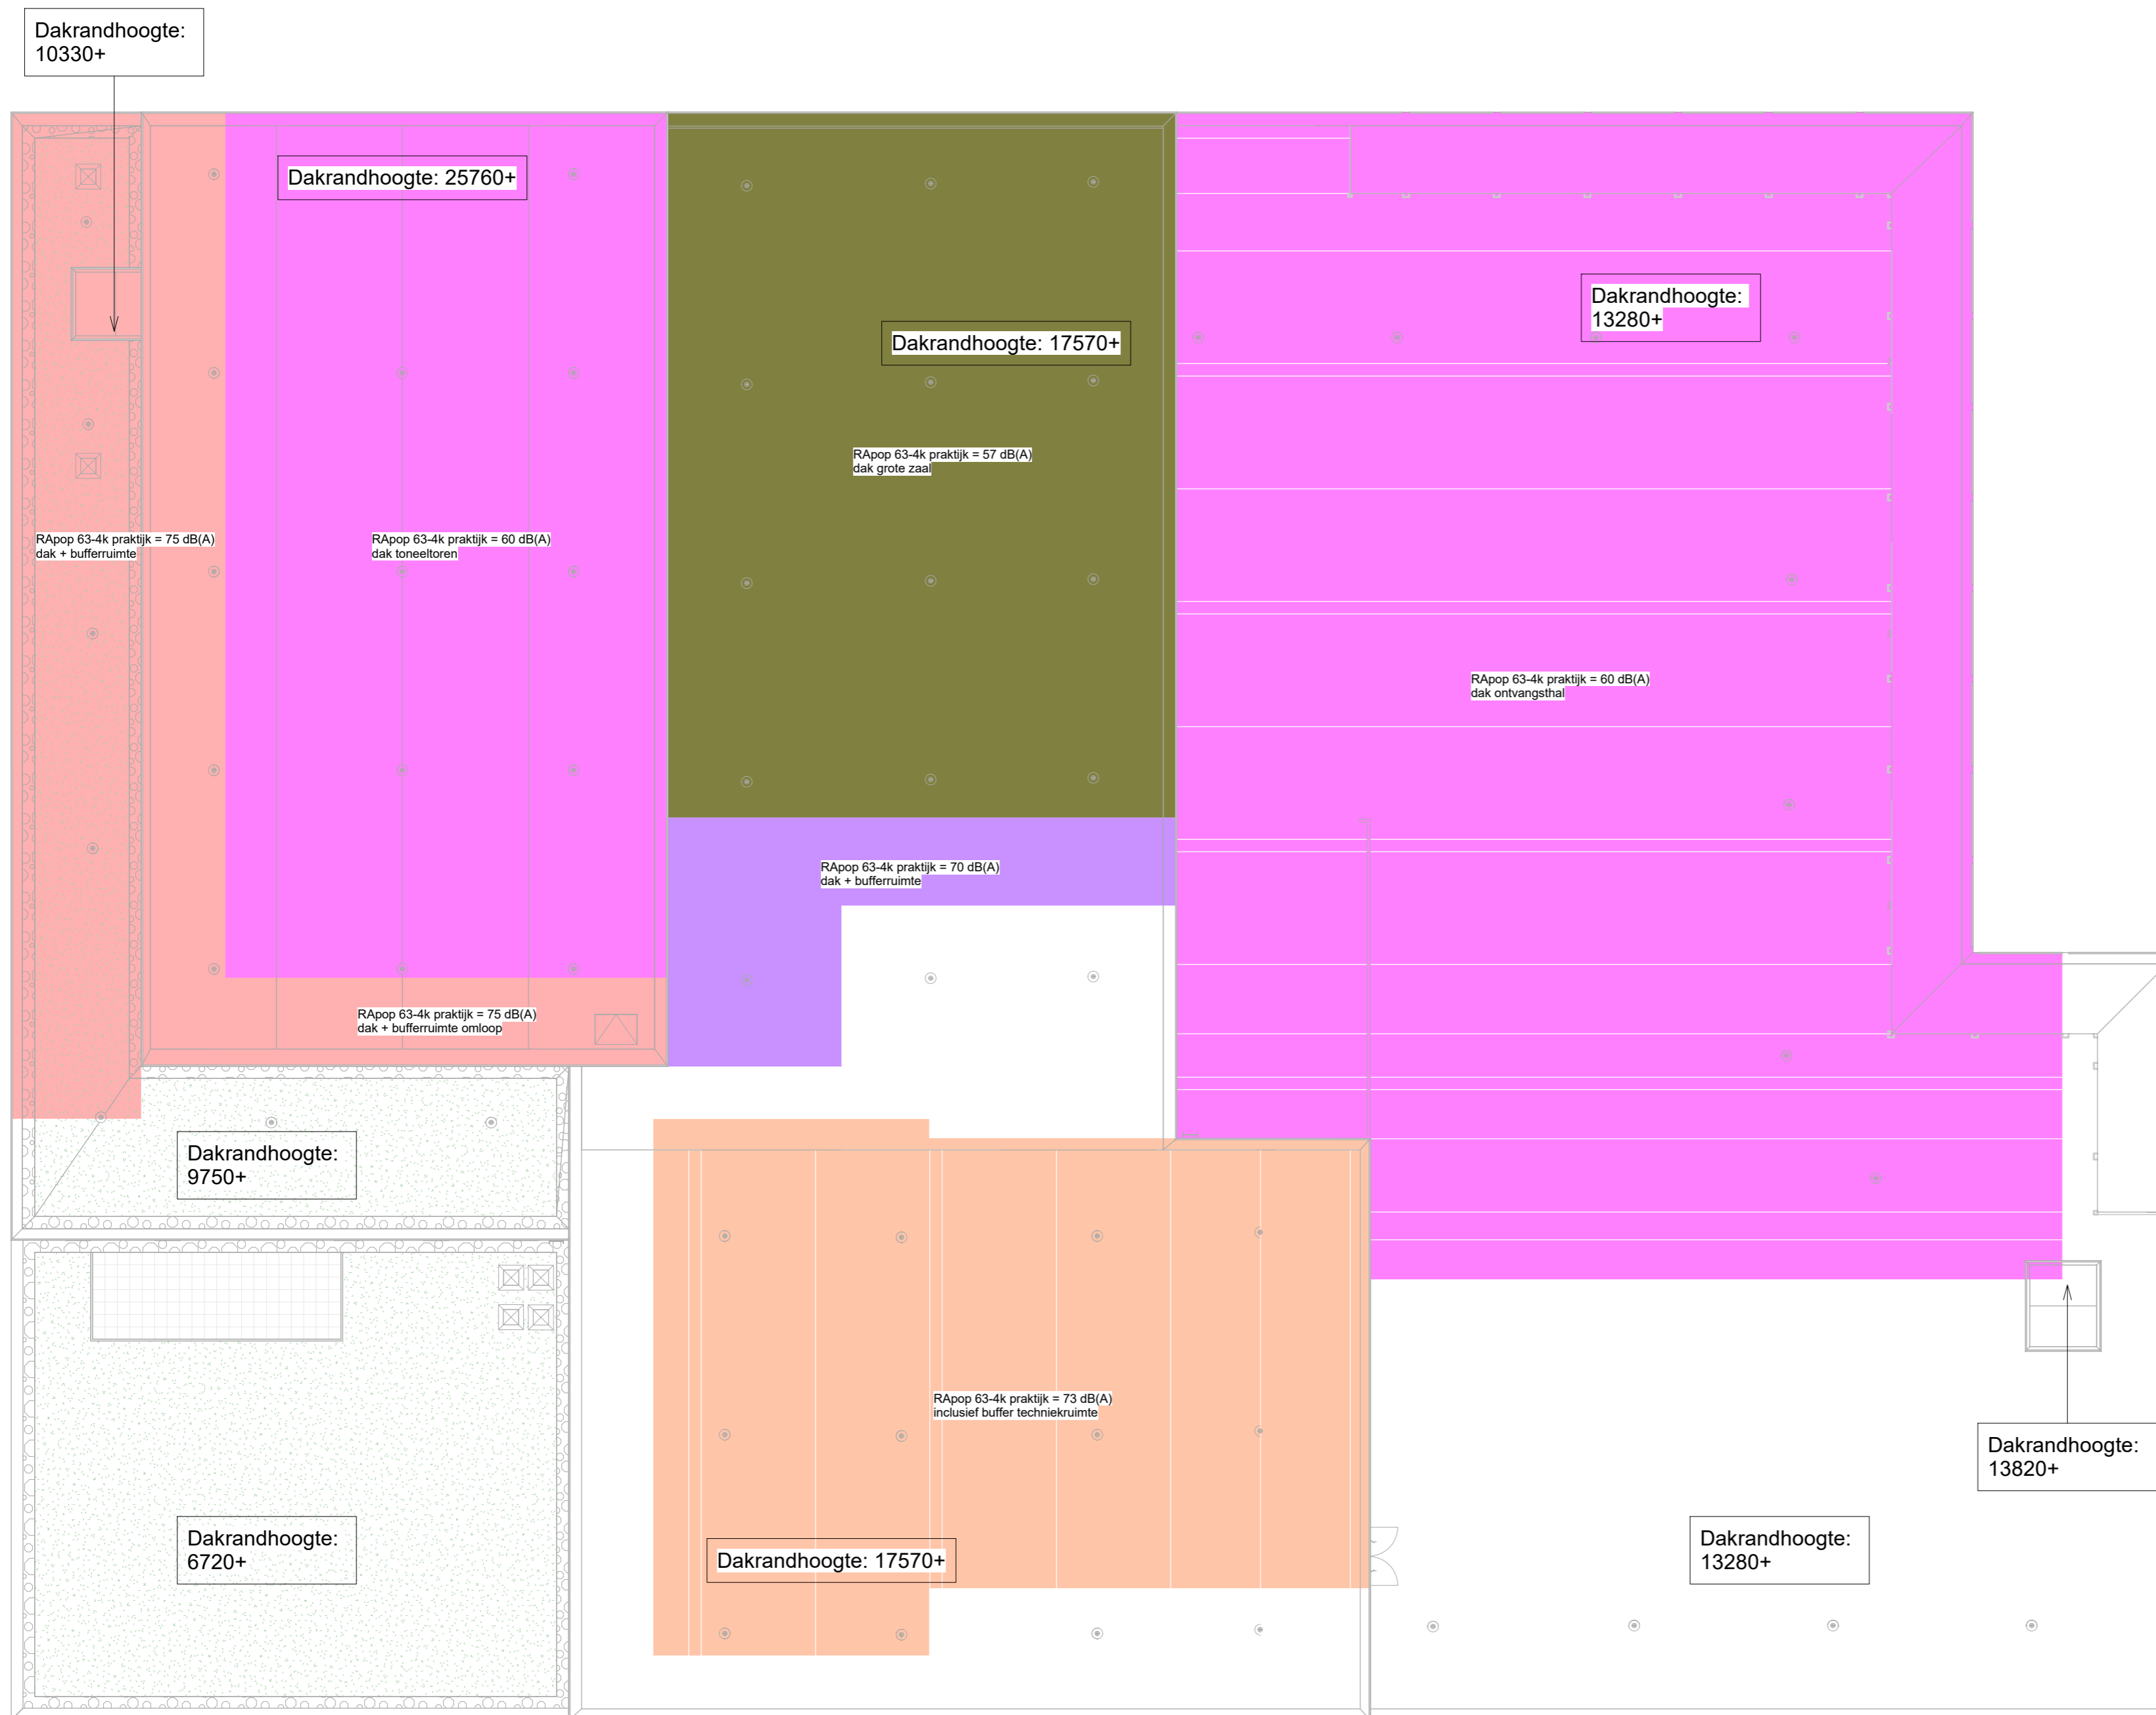 Dakrandhoogte:
10330+
Dakrandhoogte: 25760+
Dakrandhoogte:
13280+
Dakrandhoogte: 17570+
RApop 63-4k praktijk = 57 dB(A)
dak grote zaal
RApop 63-4k praktijk = 75 dB(A)
dak + bufferruimte
RApop 63-4k praktijk = 60 dB(A)
dak toneeltoren
RApop 63-4k praktijk = 60 dB(A)
dak ontvangsthal
RApop 63-4k praktijk = 70 dB(A)
dak + bufferruimte
RApop 63-4k praktijk = 75 dB(A)
dak + bufferruimte omloop
Dakrandhoogte:
9750+
RApop 63-4k praktijk = 73 dB(A)
inclusief buffer techniekruimte
Dakrandhoogte:
13820+
Dakrandhoogte:
6720+
Dakrandhoogte: 17570+
Dakrandhoogte:
13280+